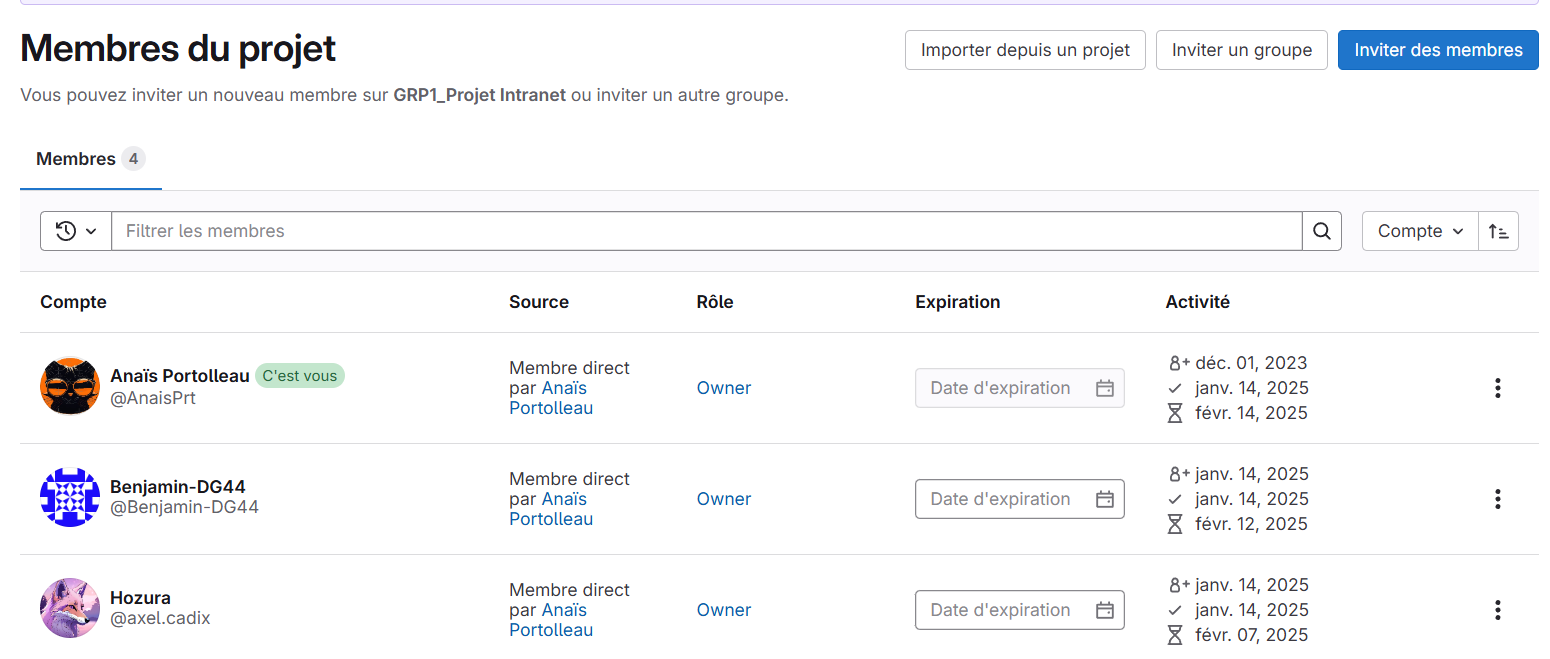 Membres du projet
Importer depuis un projet
Inviter un groupe
Inviter des membres
Vous pouvez inviter un nouveau membre sur GRP1_Projet Intranet ou inviter un autre groupe.
Membres 4
Filtrer les membres
Compte
Compte Source Rôle Expiration Activité
Anaïs Portolleau C'est vous
@AnaisPrt
Membre direct
par Anaïs
Portolleau
Owner
Date d'expiration
déc. 01, 2023
janv. 14, 2025
févr. 14, 2025
Benjamin-DG44
@Benjamin-DG44
Membre direct
par Anaïs
Portolleau
Owner
Date d'expiration
janv. 14, 2025
janv. 14, 2025
févr. 12, 2025
Hozura
@axel.cadix
Membre direct
par Anaïs
Portolleau
Owner
Date d'expiration
janv. 14, 2025
janv. 14, 2025
févr. 07, 2025